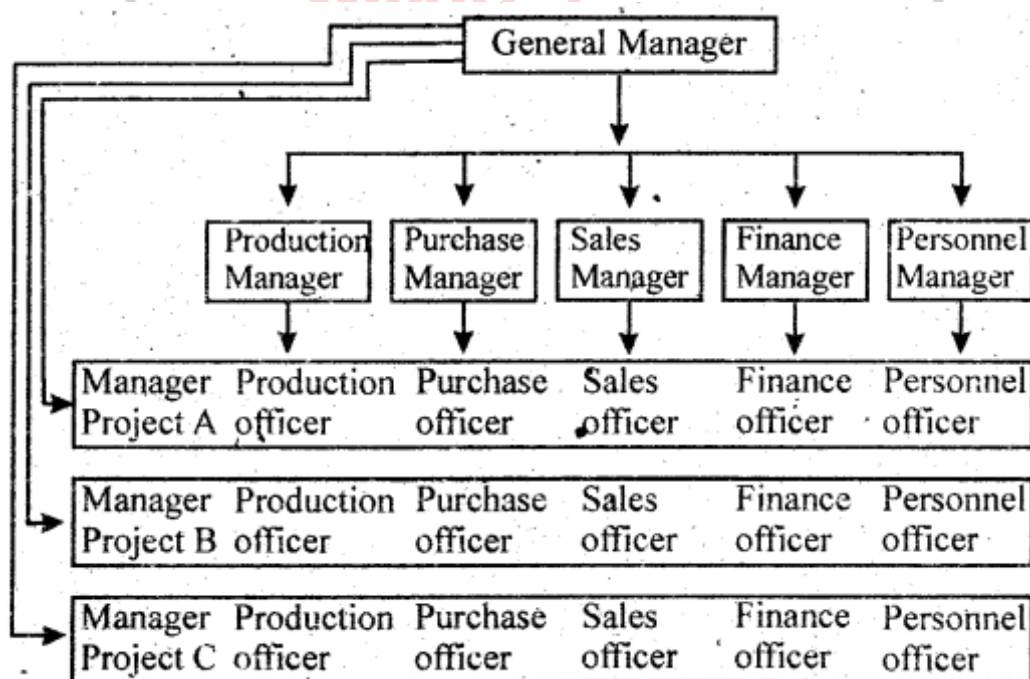 General Manager
Production Purchase Sales Finance Personnel
Manager Manager Manager Manager Manager
Manager Production Purchase Sales Finance Personnel
Project A officer officer officer officer officer
Manager Production Purchase Sales Finance Personnel
Project B officer officer officer officer officer
Manager Production Purchase Sales Finance Personnel
Project C officer officer officer officer officer